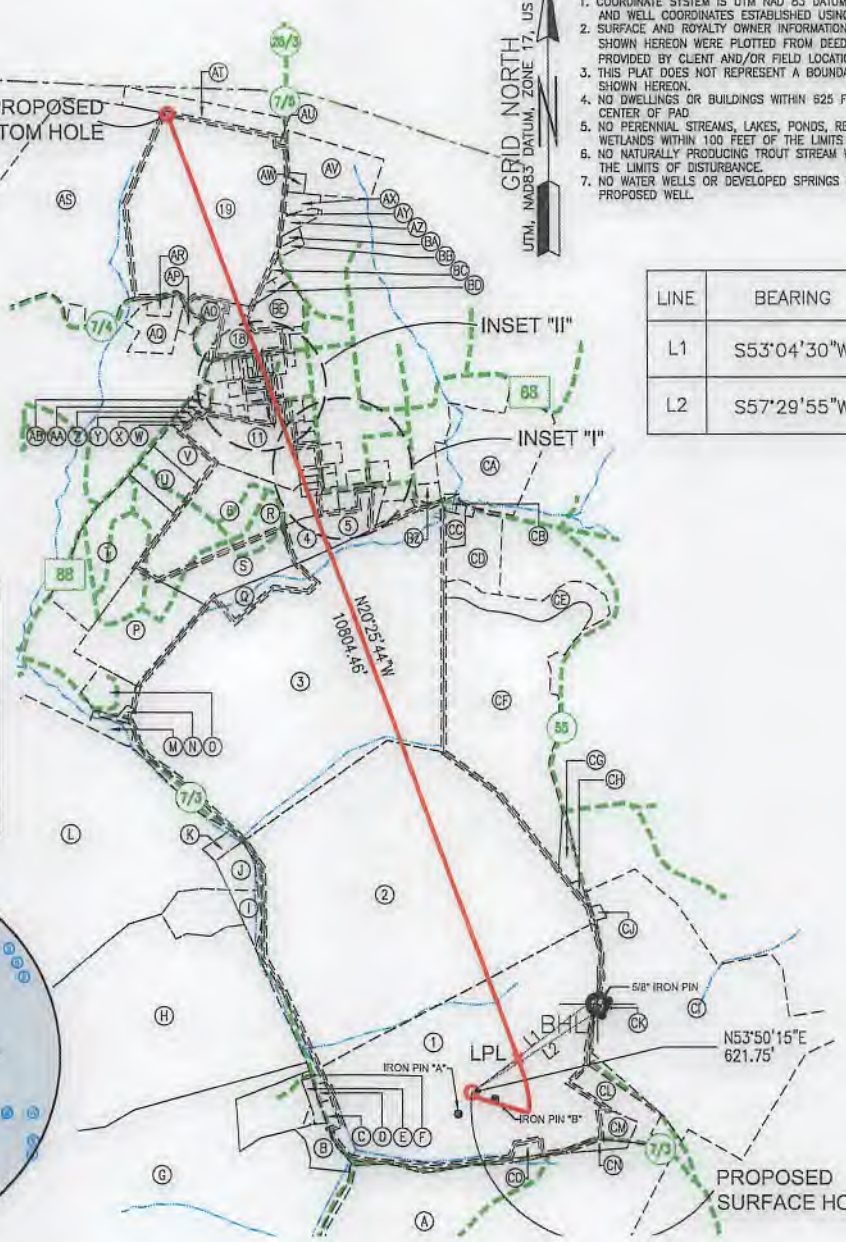 1. COORDINATE SYSTEM IS UTM NAD 83 DATUM
AND WELL COORDINATES ESTABLISHED USING
2. SURFACE AND ROYALTY OWNER INFORMATION
SHOWN HEREON WERE PLOTTED FROM DEED
PROVIDED BY CLIENT AND/OR FIELD LOCATIO
3. THIS PLAT DOES NOT REPRESENT A BOUNDA
SHOWN HEREON.
4. NO DWELLINGS OR BUILDINGS WITHIN 625 F
CENTER OF PAD
5. NO PERENNIAL STREAMS, LAKES, PONDS, RE
WETLANDS WITHIN 100 FEET OF THE LIMITS
6. NO NATURALLY PRODUCING TROUT STREAM W
THE LIMITS OF DISTURBANCE.
7. NO WATER WELLS OR DEVELOPED SPRINGS
PROPOSED WELL.
GRID NORTH
UTM, NAD83 DATUM, ZONE 17, US
N
LINE BEARING
L1 S53°04'30"W
L2 S57°29'55"W
PROPOSED
TOM HOLE
AT
7/5
AU
AS
19
AW
AV
AX
AY
AZ
BA
BB
BC
BD
AR
AP
AQ
AO
BE
7/4
18
INSET "II"
88
AB AA Z Y X W
11
INSET "I"
V
U
CA
6
R
4
5
BZ
CC
CB
CD
T
88
S
Q
CE
P
N20°25'44"W
10804.46'
3
CF
M N O
55
CG
CH
7/3
K
L
J
I
2
CJ
H
5/8" IRON PIN
BHL
CK
CI
1
L1
L2
LPL
N53°50'15"E
621.75'
IRON PIN "A"
IRON PIN "B"
CL
C D E F
B
CM
CN
7/3
CO
G
A
PROPOSED
SURFACE HO